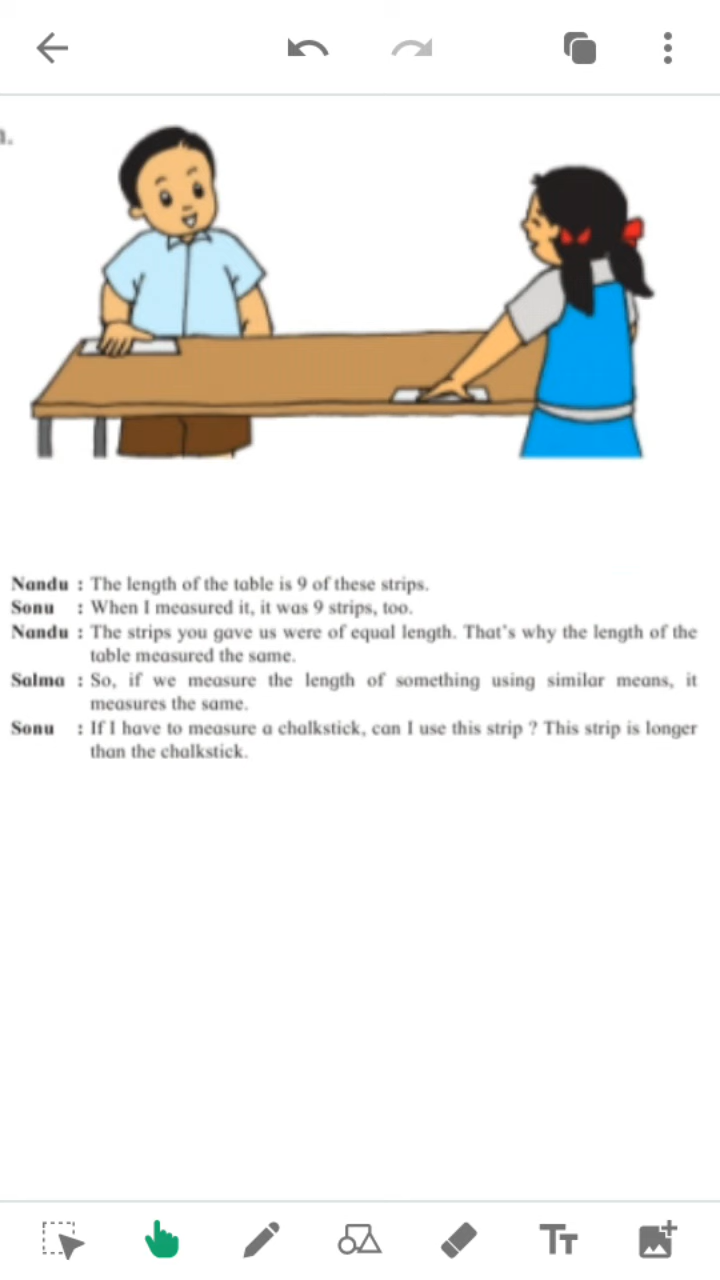 Nandu : The length of the table is 9 of these strips.
Sonu : When I measured it, it was 9 strips, too.
Nandu : The strips you gave us were of equal length. That's why the length of the
table measured the same.
Salma : So, if we measure the length of something using similar means, it
measures the same.
Sonu : If I have to measure a chalkstick, can I use this strip ? This strip is longer
than the chalkstick.
Tт